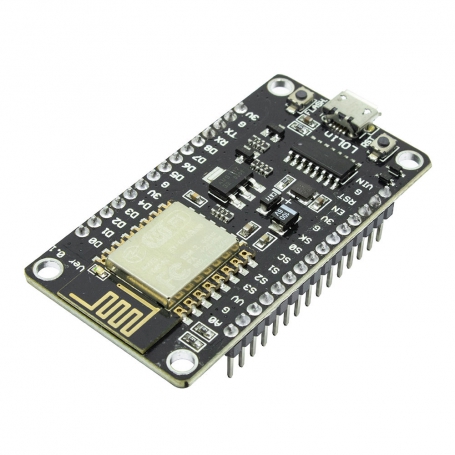 FLASH
LOLIN
3V
G
TX
RX
D8
D7
D6
D5
G
3V
D4
D3
D2
D1
D0
Ver 0.1
VIN
G
RST
EN
3V
G
SK
S0
SC
S1
S2
S3
VU
G
A0